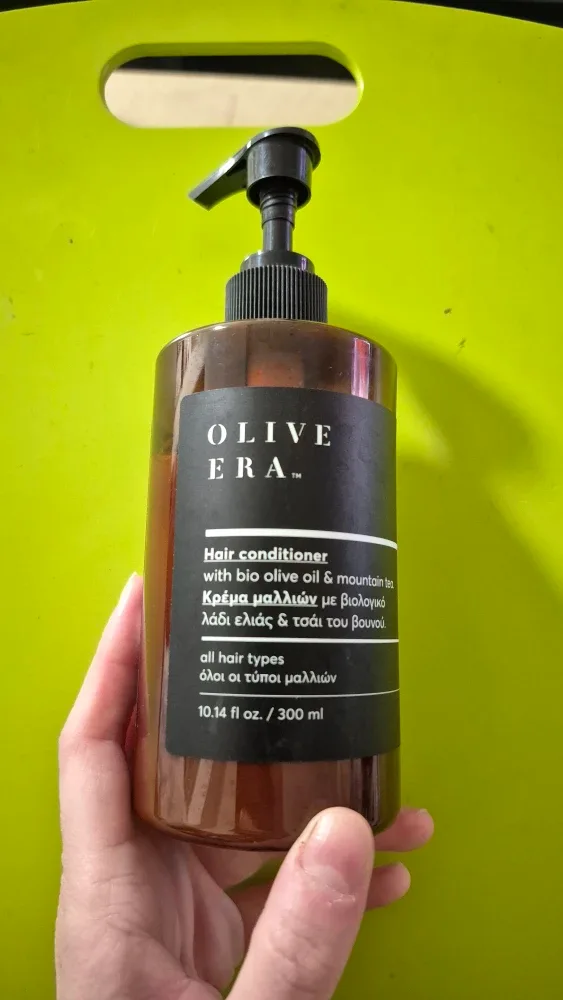 OLIVE
ERA™
Hair conditioner
with bio olive oil & mountain tea
Κρέμα μαλλιών με βιολογικό
λάδι ελιάς & τσάι του βουνού.
all hair types
όλοι οι τύποι μαλλιών
10.14 fl oz. / 300 ml